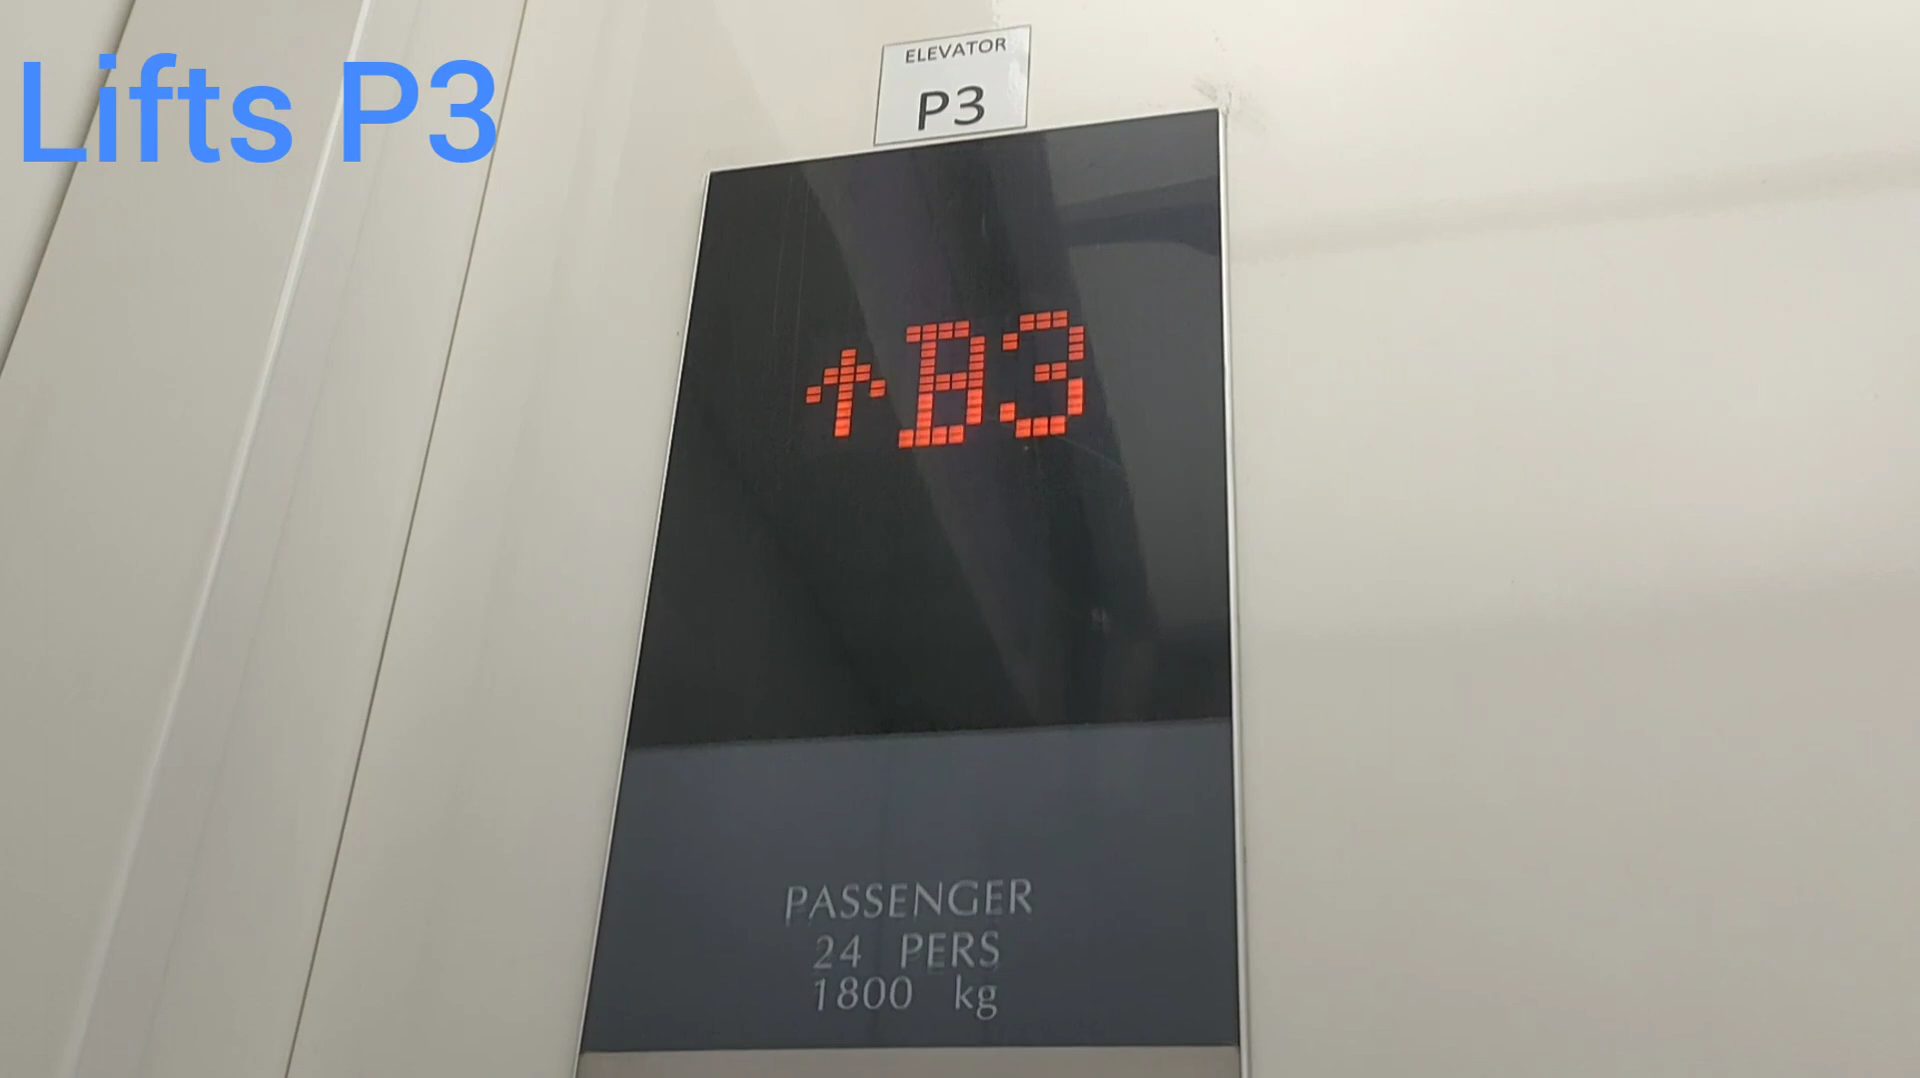 Lifts P3
ELEVATOR
P3
↑B3
PASSENGER
24 PERS
1800 kg